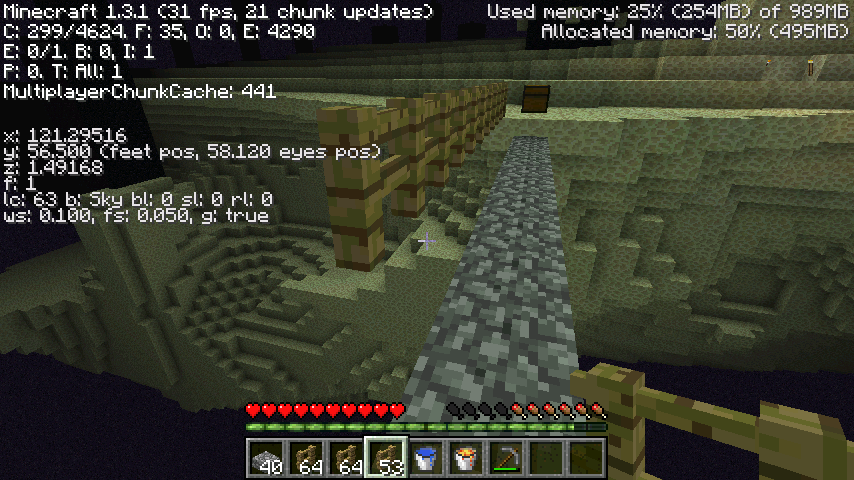 Minecraft 1.3.1 (31 fps, 21 chunk updates)
C: 299/4624. F: 35, O: 0, E: 4290
E: 0/1. B: 0, I: 1
P: 0. T: All: 1
MultiplayerChunkCache: 441
x: 121.29516
y: 56.500 (feet pos, 58.120 eyes pos)
z: 1.49168
f: 1
lc: 63 b: Sky bl: 0 sl: 0 rl: 0
ws: 0.100, fs: 0.050, g: true
Used memory: 25% (254MB) of 989MB
Allocated memory: 50% (495MB)
40 64 64 53